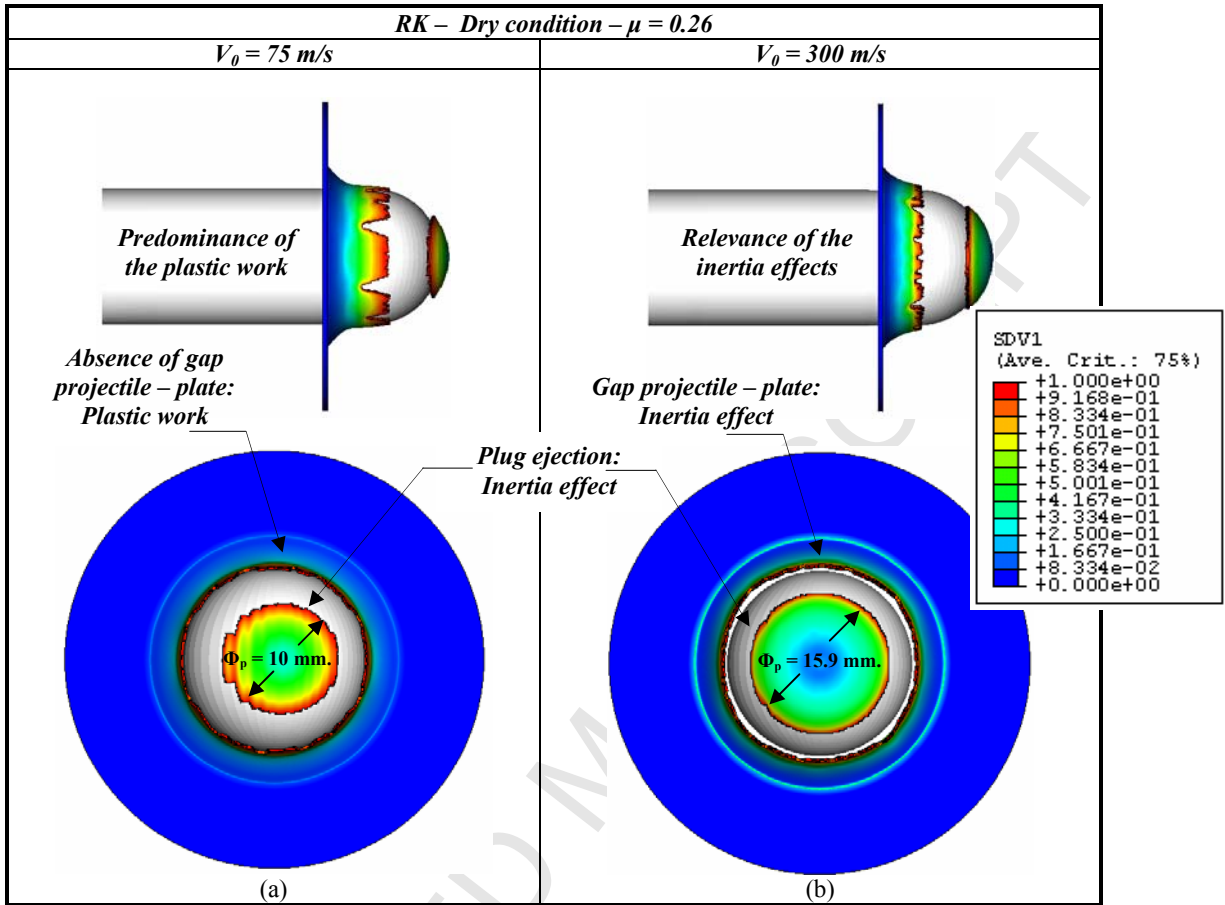 RK – Dry condition – μ = 0.26
V0 = 75 m/s
V0 = 300 m/s
Predominance of
the plastic work
Relevance of the
inertia effects
Absence of gap
projectile – plate:
Plastic work
Gap projectile – plate:
Inertia effect
Plug ejection:
Inertia effect
SDV1
(Ave. Crit.: 75%)
+1.000e+00
+9.168e-01
+8.334e-01
+7.501e-01
+6.667e-01
+5.834e-01
+5.001e-01
+4.167e-01
+3.334e-01
+2.500e-01
+1.667e-01
+8.334e-02
+0.000e+00
Φp = 10 mm.
Φp = 15.9 mm.
(a)
(b)